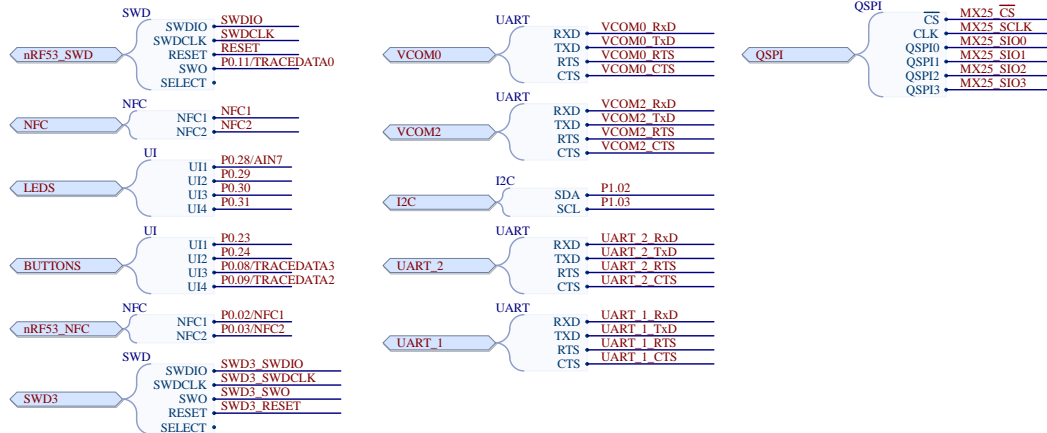 SWD
nRF53_SWD
SWDIO SWDIO
SWDCLK SWDCLK
RESET RESET
SWO P0.11/TRACEDATA0
SELECT
NFC
NFC
NFC1 NFC1
NFC2 NFC2
UI
LEDS
UI1 P0.28/AIN7
UI2 P0.29
UI3 P0.30
UI4 P0.31
UI
BUTTONS
UI1 P0.23
UI2 P0.24
UI3 P0.08/TRACEDATA3
UI4 P0.09/TRACEDATA2
NFC
nRF53_NFC
NFC1 P0.02/NFC1
NFC2 P0.03/NFC2
SWD
SWD3
SWDIO SWD3_SWDIO
SWDCLK SWD3_SWDCLK
SWO SWD3_SWO
RESET SWD3_RESET
SELECT
UART
VCOM0
RXD VCOM0_RxD
TXD VCOM0_TxD
RTS VCOM0_RTS
CTS VCOM0_CTS
UART
VCOM2
RXD VCOM2_RxD
TXD VCOM2_TxD
RTS VCOM2_RTS
CTS VCOM2_CTS
I2C
I2C
SDA P1.02
SCL P1.03
UART
UART_2
RXD UART_2_RxD
TXD UART_2_TxD
RTS UART_2_RTS
CTS UART_2_CTS
UART
UART_1
RXD UART_1_RxD
TXD UART_1_TxD
RTS UART_1_RTS
CTS UART_1_CTS
QSPI
QSPI
CS MX25_CS
CLK MX25_SCLK
QSPI0 MX25_SIO0
QSPI1 MX25_SIO1
QSPI2 MX25_SIO2
QSPI3 MX25_SIO3